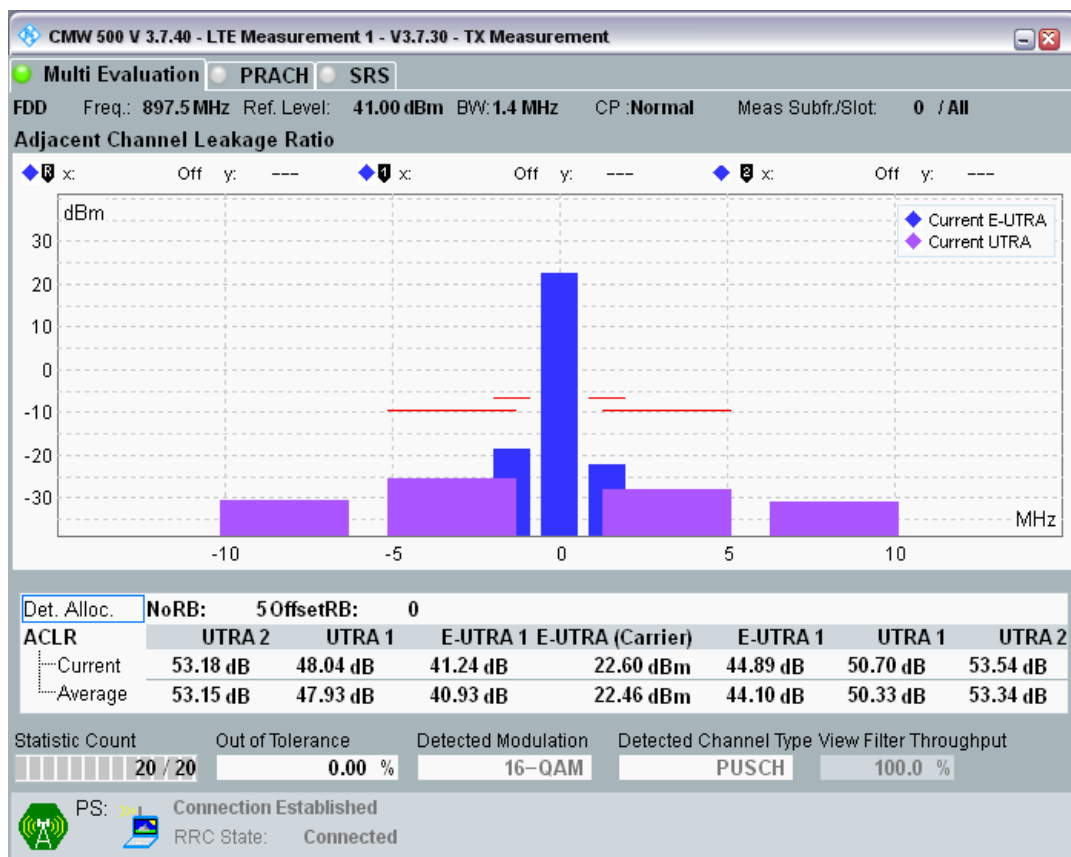 CMW 500 V 3.7.40 - LTE Measurement 1 - V3.7.30 - TX Measurement
Multi Evaluation PRACH SRS
FDD Freq.: 897.5 MHz Ref. Level: 41.00 dBm BW: 1.4 MHz CP :Normal Meas Subfr./Slot: 0 / All
Adjacent Channel Leakage Ratio
R x: Off y: --- 1 x: Off y: --- 2 x: Off y: ---
dBm
Current E-UTRA
Current UTRA
30
20
10
0
-10
-20
-30
MHz
-10 -5 0 5 10
Det. Alloc. NoRB: 5 OffsetRB: 0
ACLR UTRA 2 UTRA 1 E-UTRA 1 E-UTRA (Carrier) E-UTRA 1 UTRA 1 UTRA 2
Current 53.18 dB 48.04 dB 41.24 dB 22.60 dBm 44.89 dB 50.70 dB 53.54 dB
Average 53.15 dB 47.93 dB 40.93 dB 22.46 dBm 44.10 dB 50.33 dB 53.34 dB
Statistic Count Out of Tolerance Detected Modulation Detected Channel Type View Filter Throughput
20 / 20 0.00 % 16-QAM PUSCH 100.0 %
PS: Connection Established
RRC State: Connected